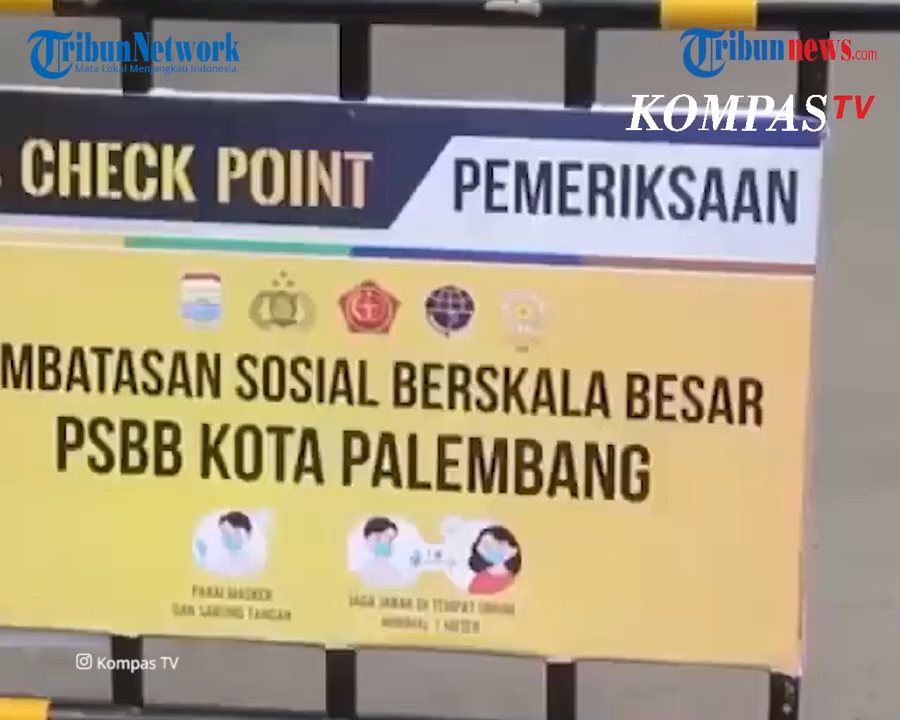 TribunNetwork
Mata Lokal Menjangkau Indonesia
Tribunnews.com
KOMPAS TV
CHECK POINT PEMERIKSAAN
MBATASAN SOSIAL BERSKALA BESAR
PSBB KOTA PALEMBANG
PAKAI MASKER
DAN SARUNG TANGAN
JAGA JARAK DI TEMPAT UMUM
MINIMAL 1 METER
Kompas TV